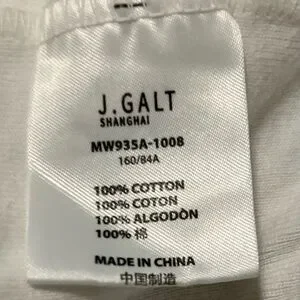 J.GALT
SHANGHAI
MW935A-1008
160/84A
100% COTTON
100% COTON
100% ALGODÒN
100% 棉
MADE IN CHINA
中国制造